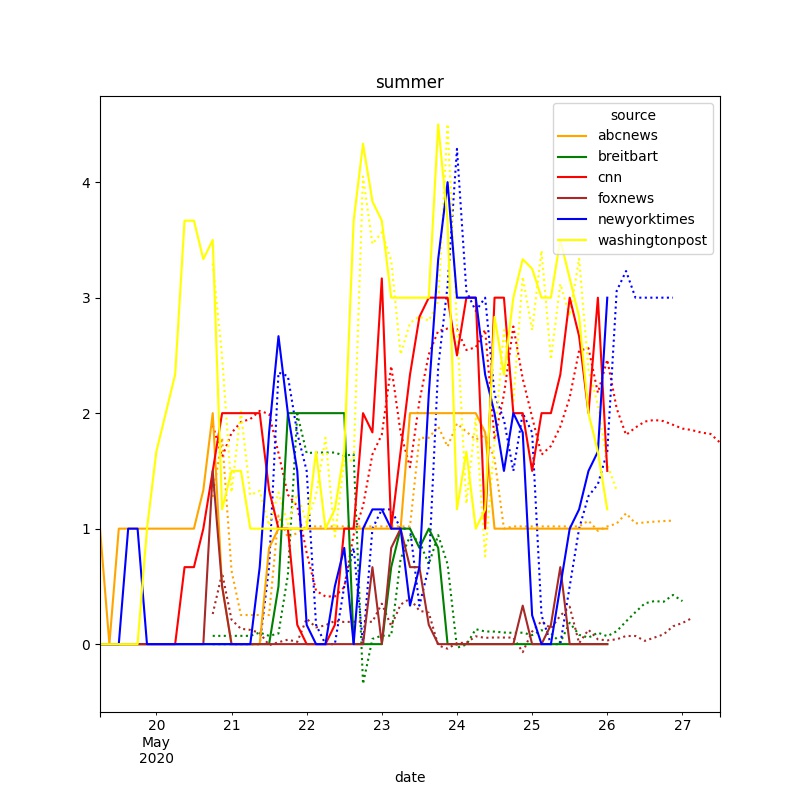 summer
source
abcnews
breitbart
cnn
foxnews
newyorktimes
washingtonpost
4
3
2
1
0
20 21 22 23 24 25 26 27
May
2020
date